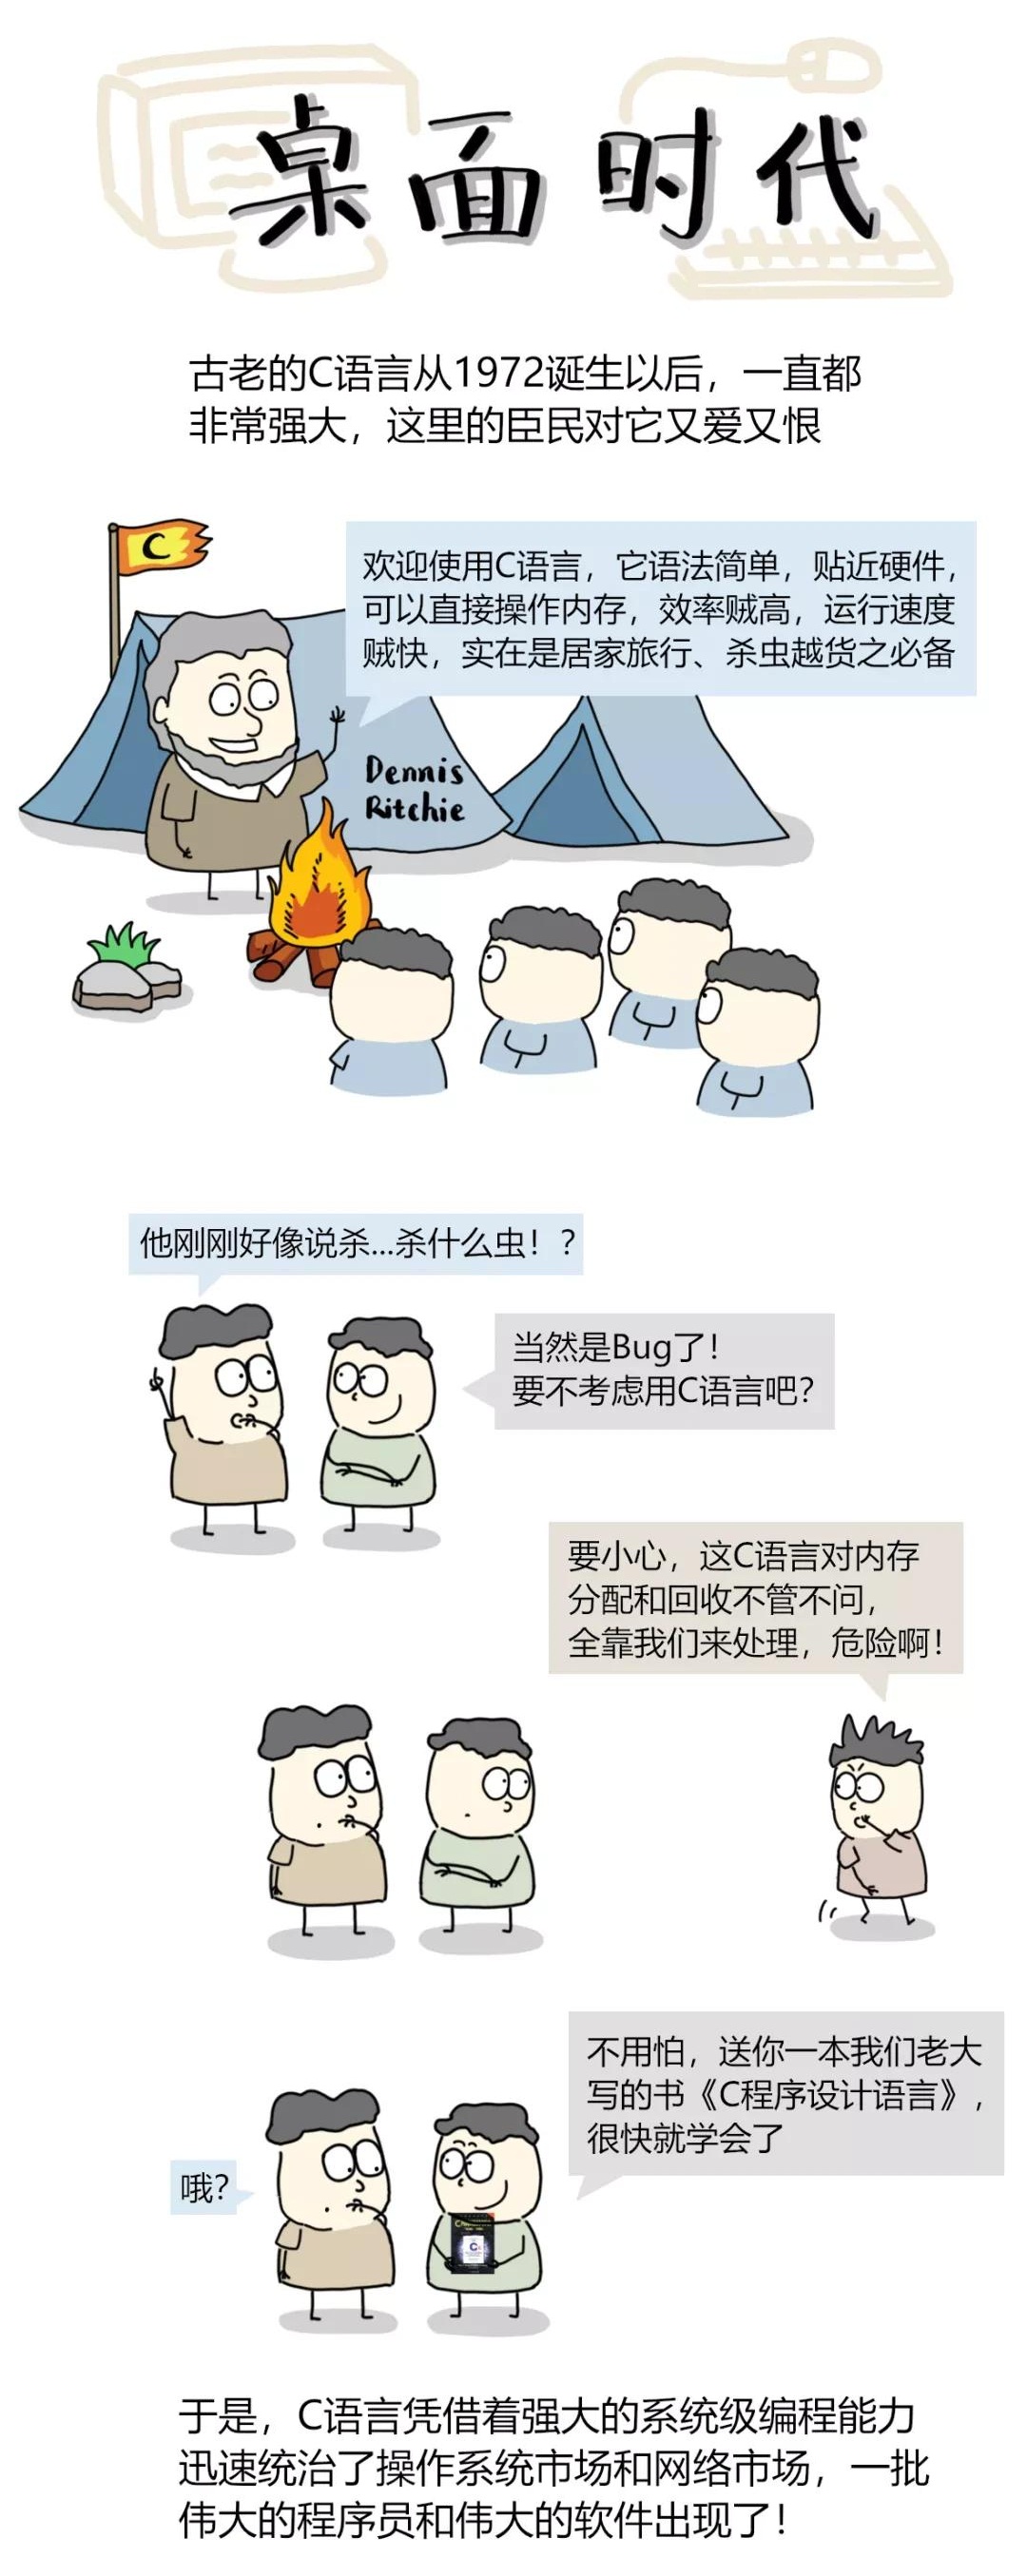 桌面时代
古老的C语言从1972诞生以后，一直都
非常强大，这里的臣民对它又爱又恨
C
欢迎使用C语言，它语法简单，贴近硬件，
可以直接操作内存，效率贼高，运行速度
贼快，实在是居家旅行、杀虫越货之必备
Dennis
Ritchie
他刚刚好像说杀...杀什么虫！？
当然是Bug了！
要不考虑用C语言吧？
要小心，这C语言对内存
分配和回收不管不问，
全靠我们来处理，危险啊！
不用怕，送你一本我们老大
写的书《C程序设计语言》，
很快就学会了
哦？
C
于是，C语言凭借着强大的系统级编程能力
迅速统治了操作系统市场和网络市场，一批
伟大的程序员和伟大的软件出现了！